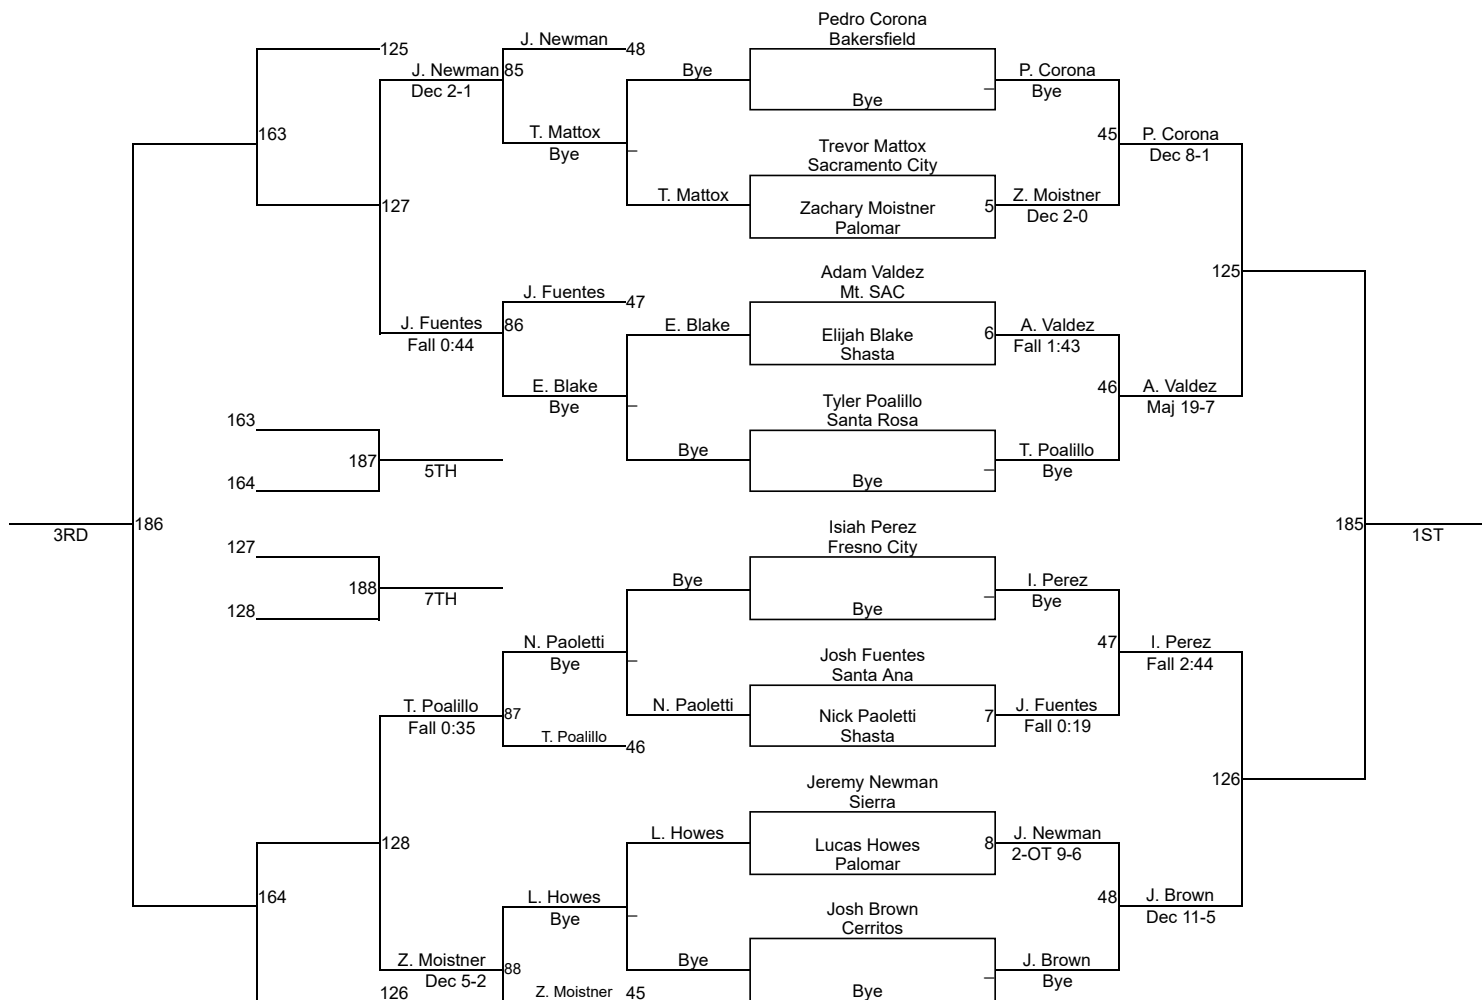 Pedro Corona
Bakersfield
J. Newman
48
125
J. Newman
85
Bye
P. Corona
Dec 2-1
Bye
Bye
T. Mattox
163
45
P. Corona
Bye
Trevor Mattox
Dec 8-1
Sacramento City
T. Mattox
Z. Moistner
127
Zachary Moistner
5
Dec 2-0
Palomar
Adam Valdez
125
J. Fuentes
47
Mt. SAC
J. Fuentes
86
E. Blake
Elijah Blake
6
A. Valdez
Fall 0:44
Shasta
Fall 1:43
E. Blake
46
A. Valdez
Bye
Tyler Poalillo
Maj 19-7
163
Santa Rosa
Bye
T. Poalillo
187
5TH
Bye
164
Bye
186
Isiah Perez
185
3RD
1ST
127
Fresno City
Bye
I. Perez
188
7TH
Bye
128
Bye
N. Paoletti
47
I. Perez
Bye
Josh Fuentes
Fall 2:44
Santa Ana
T. Poalillo
87
N. Paoletti
Nick Paoletti
7
J. Fuentes
Fall 0:35
Shasta
Fall 0:19
T. Poalillo
46
Jeremy Newman
126
Sierra
L. Howes
J. Newman
128
Lucas Howes
8
2-OT 9-6
Palomar
164
L. Howes
48
J. Brown
Bye
Josh Brown
Dec 11-5
Cerritos
Z. Moistner
88
Bye
J. Brown
Dec 5-2
Bye
126
Z. Moistner
45
Bye